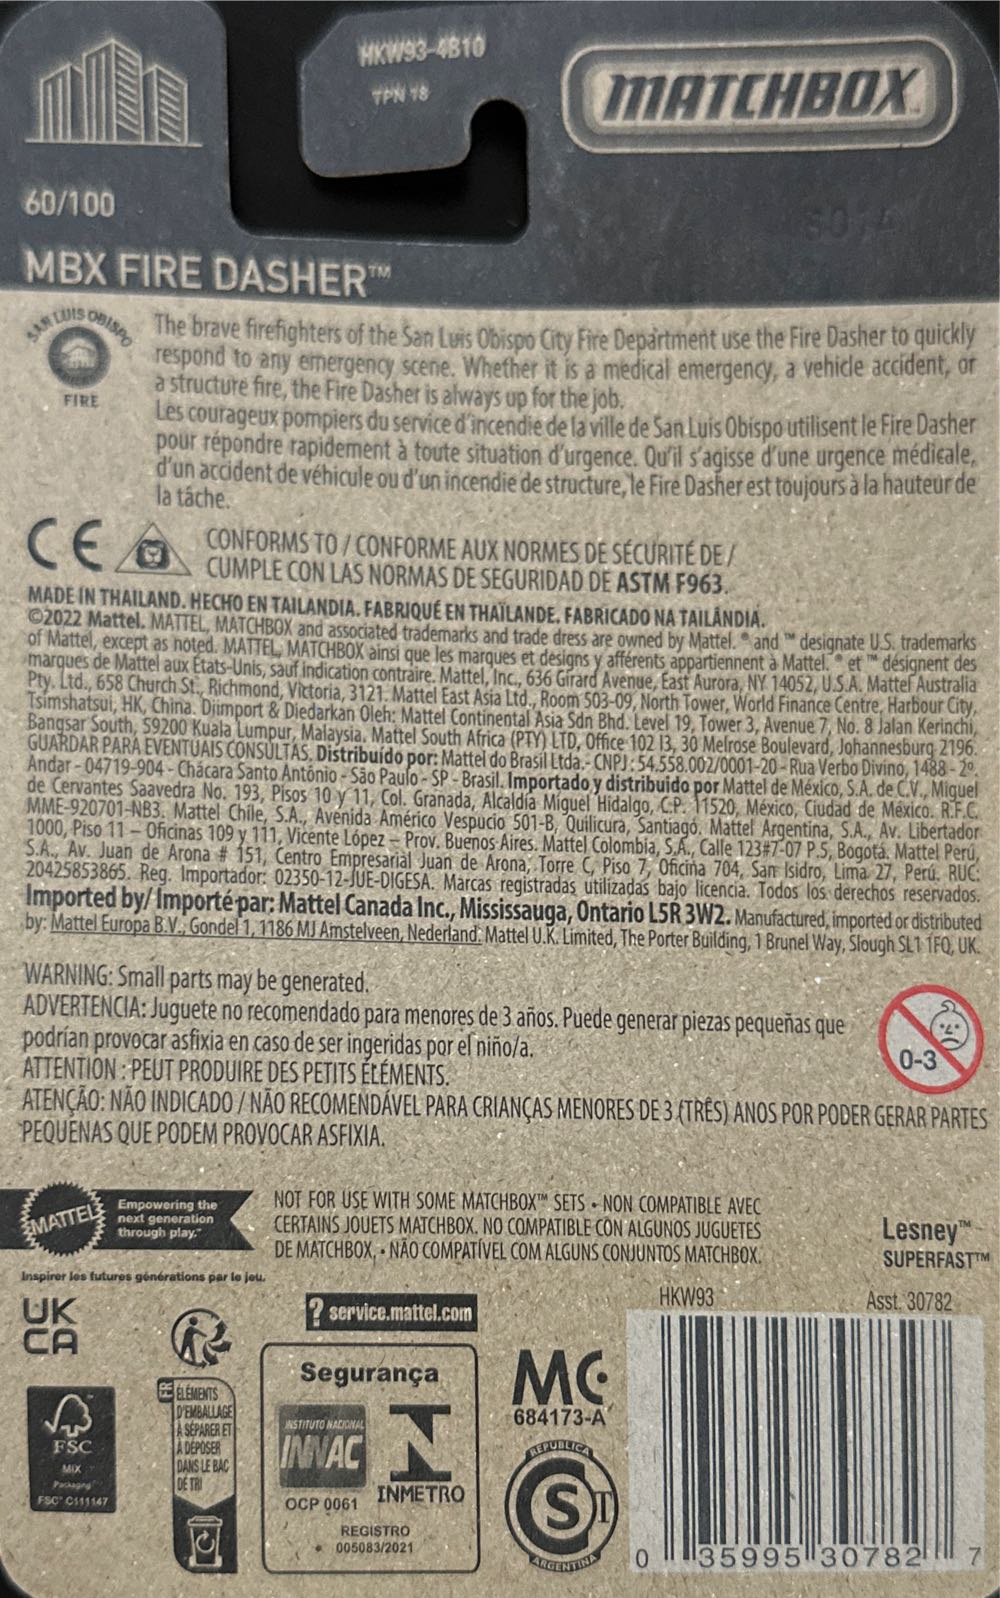 HKW93-4B10
TPN 18
MATCHBOX
60/100
MBX FIRE DASHER™
SAN LUIS OBISPO
FIRE
The brave firefighters of the San Luis Obispo City Fire Department use the Fire Dasher to quickly
respond to any emergency scene. Whether it is a medical emergency, a vehicle accident, or
a structure fire, the Fire Dasher is always up for the job.
Les courageux pompiers du service d'incendie de la ville de San Luis Obispo utilisent le Fire Dasher
pour répondre rapidement à toute situation d'urgence. Qu'il s'agisse d'une urgence médicale,
d'un accident de véhicule ou d'un incendie de structure, le Fire Dasher est toujours à la hauteur de
la tâche.
CE
CONFORMS TO / CONFORME AUX NORMES DE SÉCURITÉ DE /
CUMPLE CON LAS NORMAS DE SEGURIDAD DE ASTM F963.
MADE IN THAILAND. HECHO EN TAILANDIA. FABRIQUÉ EN THAÏLANDE. FABRICADO NA TAILÂNDIA.
©2022 Mattel. MATTEL, MATCHBOX and associated trademarks and trade dress are owned by Mattel. ® and ™ designate U.S. trademarks
of Mattel, except as noted. MATTEL, MATCHBOX ainsi que les marques et designs y afférents appartiennent à Mattel. ® et ™ désignent des
marques de Mattel aux États-Unis, sauf indication contraire. Mattel, Inc., 636 Girard Avenue, East Aurora, NY 14052, U.S.A. Mattel Australia
Pty. Ltd., 658 Church St., Richmond, Victoria, 3121. Mattel East Asia Ltd., Room 503-09, North Tower, World Finance Centre, Harbour City,
Tsimshatsui, HK, China. Diimport & Diedarkan Oleh: Mattel Continental Asia Sdn Bhd. Level 19, Tower 3, Avenue 7, No. 8 Jalan Kerinchi,
Bangsar South, 59200 Kuala Lumpur, Malaysia. Mattel South Africa (PTY) LTD, Office 102 I3, 30 Melrose Boulevard, Johannesburg 2196.
GUARDAR PARA EVENTUAIS CONSULTAS. Distribuído por: Mattel do Brasil Ltda.- CNPJ : 54.558.002/0001-20 - Rua Verbo Divino, 1488 - 2º.
Andar - 04719-904 - Chácara Santo Antônio - São Paulo - SP - Brasil. Importado y distribuido por Mattel de México, S.A. de C.V., Miguel
de Cervantes Saavedra No. 193, Pisos 10 y 11, Col. Granada, Alcaldía Miguel Hidalgo, C.P. 11520, México, Ciudad de México. R.F.C.
MME-920701-NB3. Mattel Chile, S.A., Avenida Américo Vespucio 501-B, Quilicura, Santiago. Mattel Argentina, S.A., Av. Libertador
1000, Piso 11 – Oficinas 109 y 111, Vicente López – Prov. Buenos Aires. Mattel Colombia, S.A., Calle 123#7-07 P.5, Bogotá. Mattel Perú,
S.A., Av. Juan de Arona # 151, Centro Empresarial Juan de Arona, Torre C, Piso 7, Oficina 704, San Isidro, Lima 27, Perú. RUC:
20425853865. Reg. Importador: 02350-12-JUE-DIGESA. Marcas registradas utilizadas bajo licencia. Todos los derechos reservados.
Imported by/ Importé par: Mattel Canada Inc., Mississauga, Ontario L5R 3W2. Manufactured, imported or distributed
by: Mattel Europa B.V., Gondel 1, 1186 MJ Amstelveen, Nederland. Mattel U.K. Limited, The Porter Building, 1 Brunel Way, Slough SL1 1FQ, UK.
WARNING: Small parts may be generated.
ADVERTENCIA: Juguete no recomendado para menores de 3 años. Puede generar piezas pequeñas que
podrían provocar asfixia en caso de ser ingeridas por el niño/a.
ATTENTION : PEUT PRODUIRE DES PETITS ÉLÉMENTS.
ATENÇÃO: NÃO INDICADO / NÃO RECOMENDÁVEL PARA CRIANÇAS MENORES DE 3 (TRÊS) ANOS POR PODER GERAR PARTES
PEQUENAS QUE PODEM PROVOCAR ASFIXIA.
0-3
MATTEL
Empowering the
next generation
through play.™
Inspirer les futures générations par le jeu.
NOT FOR USE WITH SOME MATCHBOX™ SETS • NON COMPATIBLE AVEC
CERTAINS JOUETS MATCHBOX. NO COMPATIBLE CON ALGUNOS JUGUETES
DE MATCHBOX. • NÃO COMPATÍVEL COM ALGUNS CONJUNTOS MATCHBOX.
Lesney™
SUPERFAST™
UK
CA
? service.mattel.com
HKW93
Asst. 30782
FSC
MIX
Packaging
FSC® C111147
FR
ÉLÉMENTS
D'EMBALLAGE
À SÉPARER ET
À DÉPOSER
DANS LE BAC
DE TRI
Segurança
INSTITUTO NACIONAL
INNAC
OCP 0061
INMETRO
REGISTRO
005083/2021
MC
684173-A
REPUBLICA
S T
ARGENTINA
0 35995 30782 7